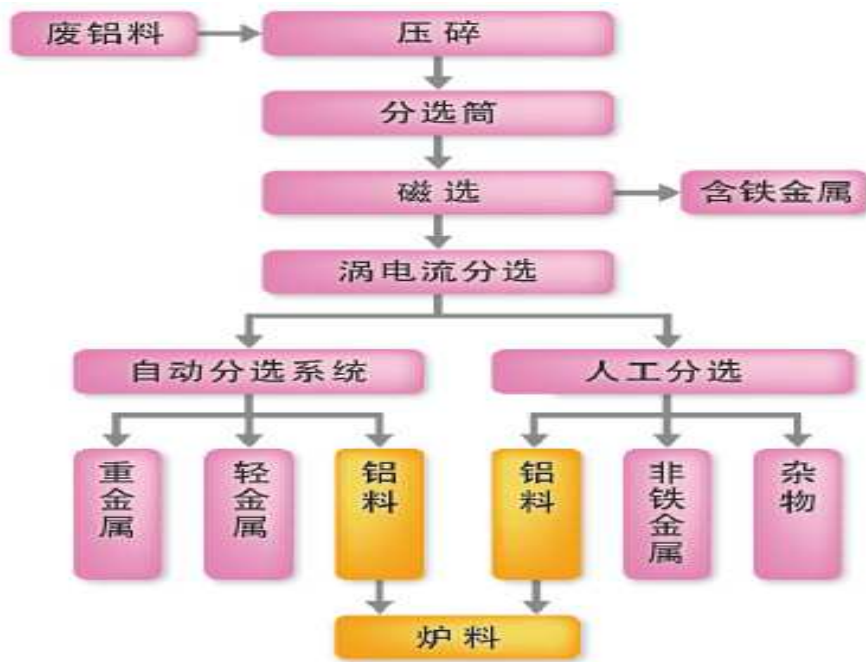 废铝料
压碎
分选筒
磁选
含铁金属
涡电流分选
自动分选系统
人工分选
重金属
轻金属
铝料
铝料
非铁金属
杂物
炉料